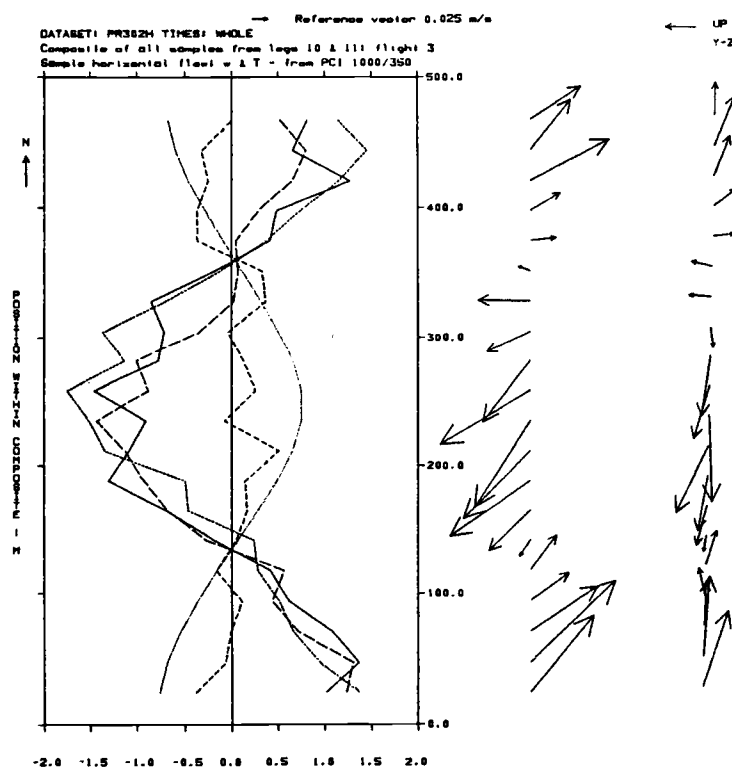 Reference vector 0.025 m/s
UP
Y-Z
DATASET: PR302H TIMES: WHOLE
Composite of all samples from legs 10 & 11: flight 3
Sample horizontal flow: w & T - from PCI 1000/350
N
POSITION WITHIN COMPOSITE / M
500.0
400.0
300.0
200.0
100.0
0.0
-2.0 -1.5 -1.0 -0.5 0.0 0.5 1.0 1.5 2.0